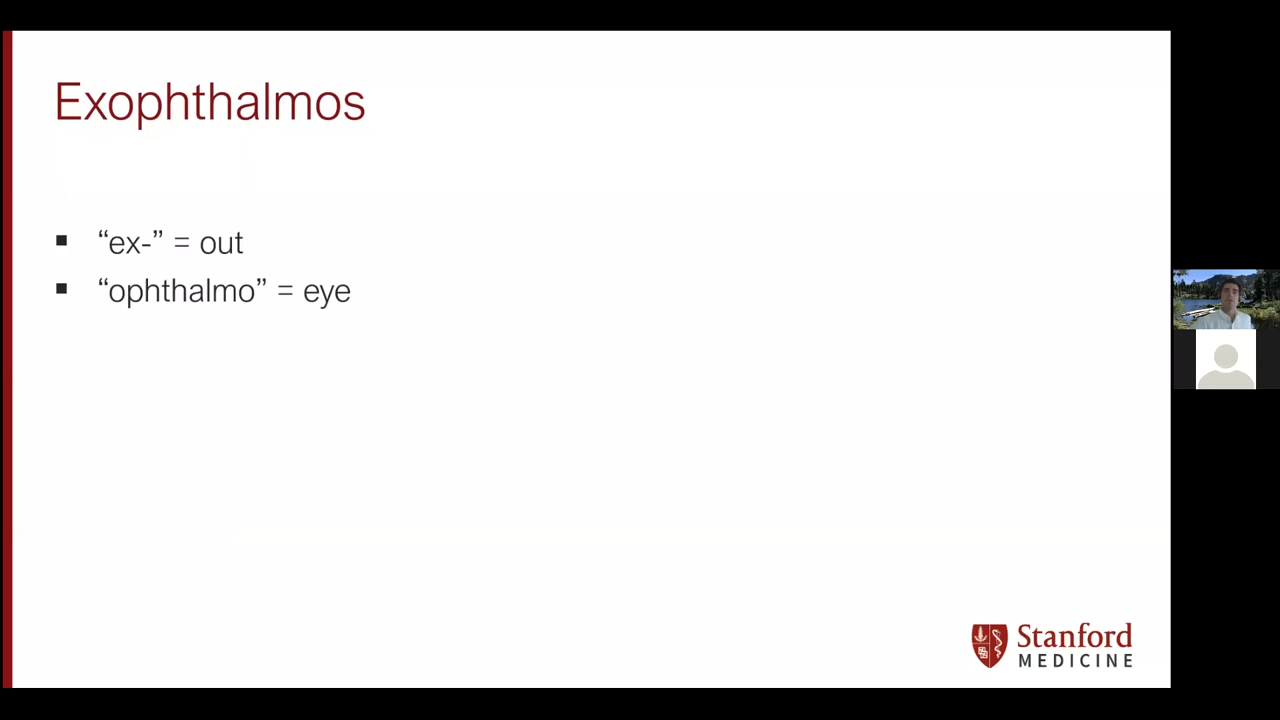 Exophthalmos
▪ “ex-” = out
▪ “ophthalmo” = eye
Stanford
MEDICINE